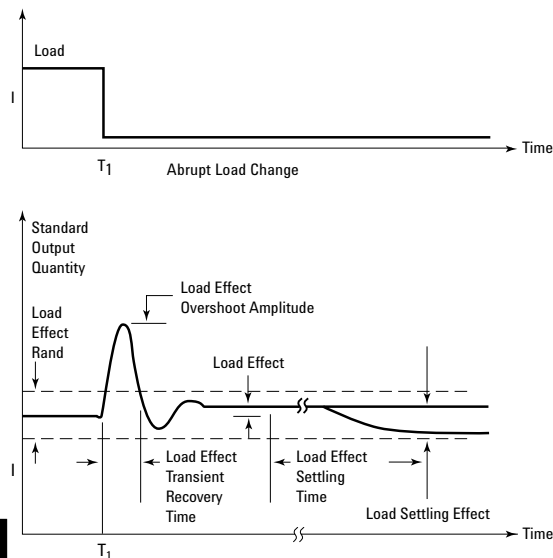 Load
I
Time
T1
Abrupt Load Change
Standard
Output
Quantity
Load Effect
Overshoot Amplitude
Load
Effect
Rand
Load Effect
Load Effect
Transient
Recovery
Time
Load Effect
Settling
Time
I
Load Settling Effect
Time
T1